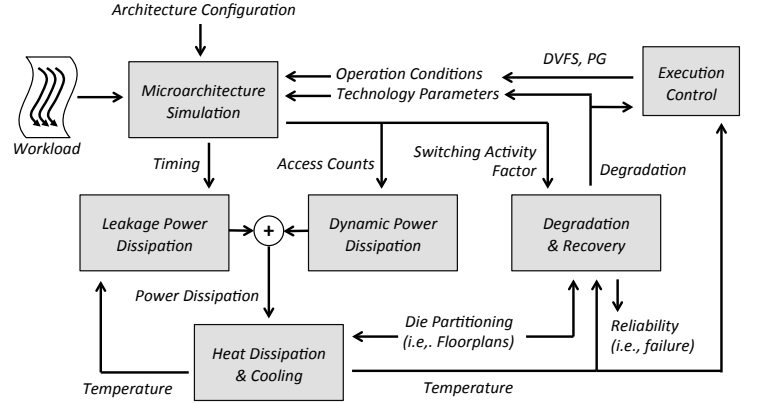 Architecture Configuration
DVFS, PG
Operation Conditions
Technology Parameters
Execution
Control
Microarchitecture
Simulation
Workload
Timing
Access Counts
Switching Activity
Factor
Degradation
Leakage Power
Dissipation
+
Dynamic Power
Dissipation
Degradation
& Recovery
Power Dissipation
Die Partitioning
(i.e,. Floorplans)
Reliability
(i.e., failure)
Heat Dissipation
& Cooling
Temperature
Temperature